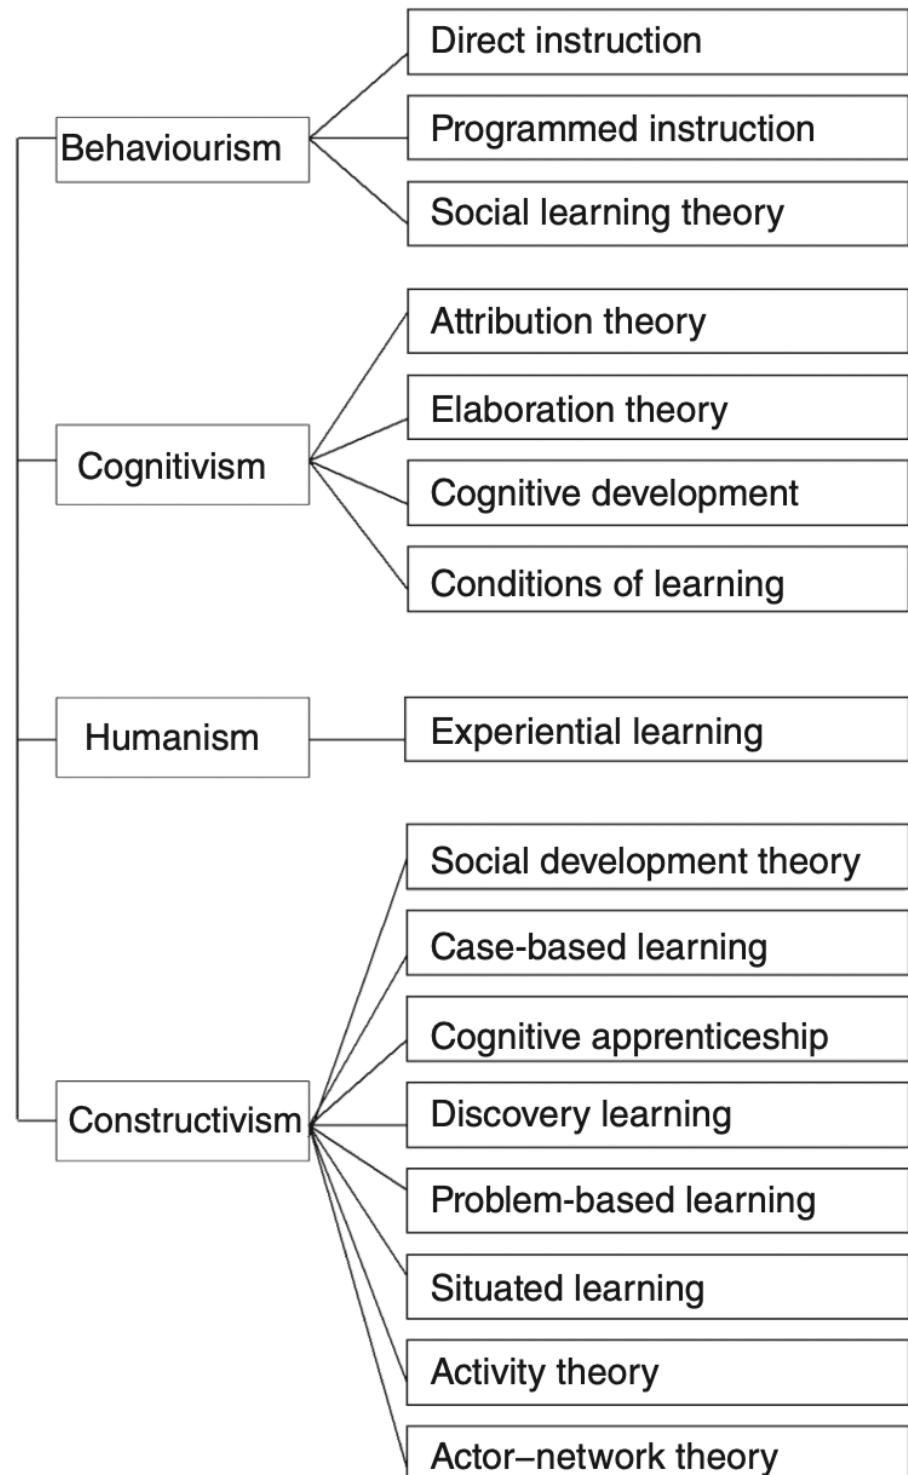 Behaviourism
Direct instruction
Programmed instruction
Social learning theory
Cognitivism
Attribution theory
Elaboration theory
Cognitive development
Conditions of learning
Humanism
Experiential learning
Constructivism
Social development theory
Case-based learning
Cognitive apprenticeship
Discovery learning
Problem-based learning
Situated learning
Activity theory
Actor–network theory